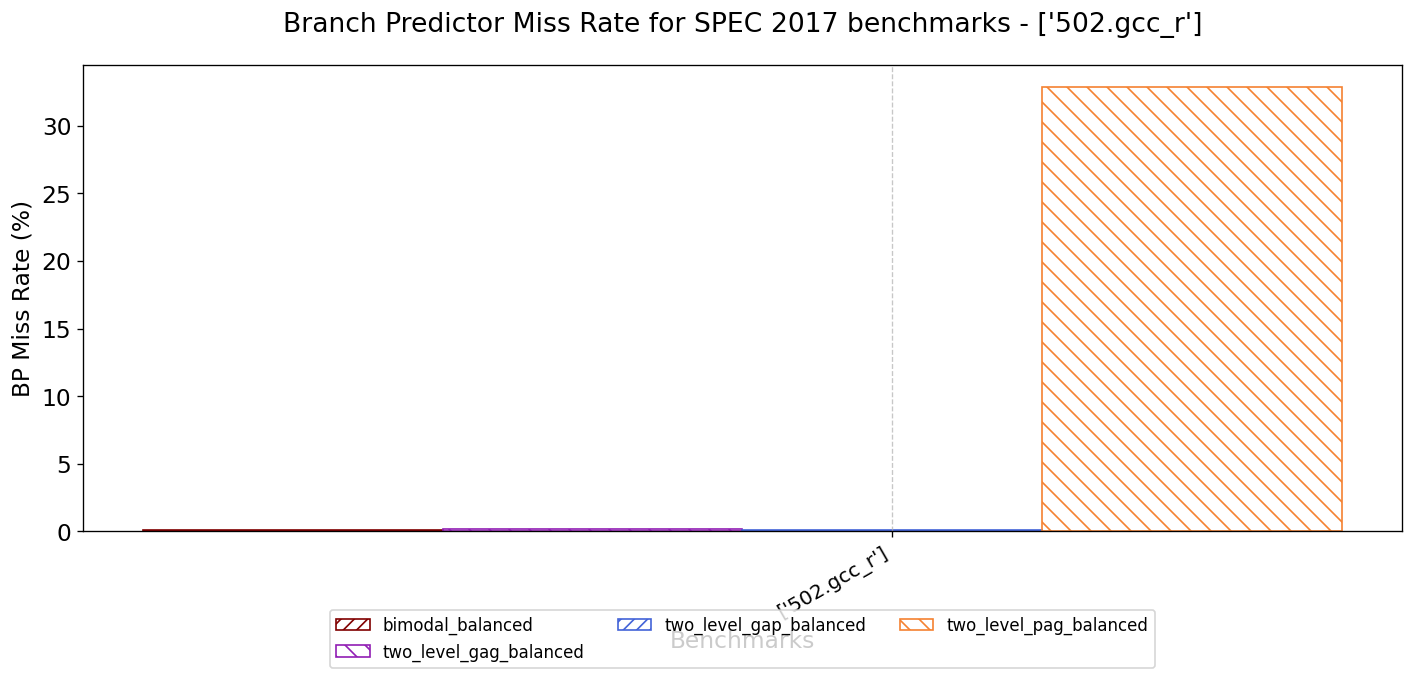 Branch Predictor Miss Rate for SPEC 2017 benchmarks - ['502.gcc_r']
BP Miss Rate (%)
30
25
20
15
10
5
0
['502.gcc_r']
Benchmarks
bimodal_balanced
two_level_gag_balanced
two_level_gap_balanced
two_level_pag_balanced